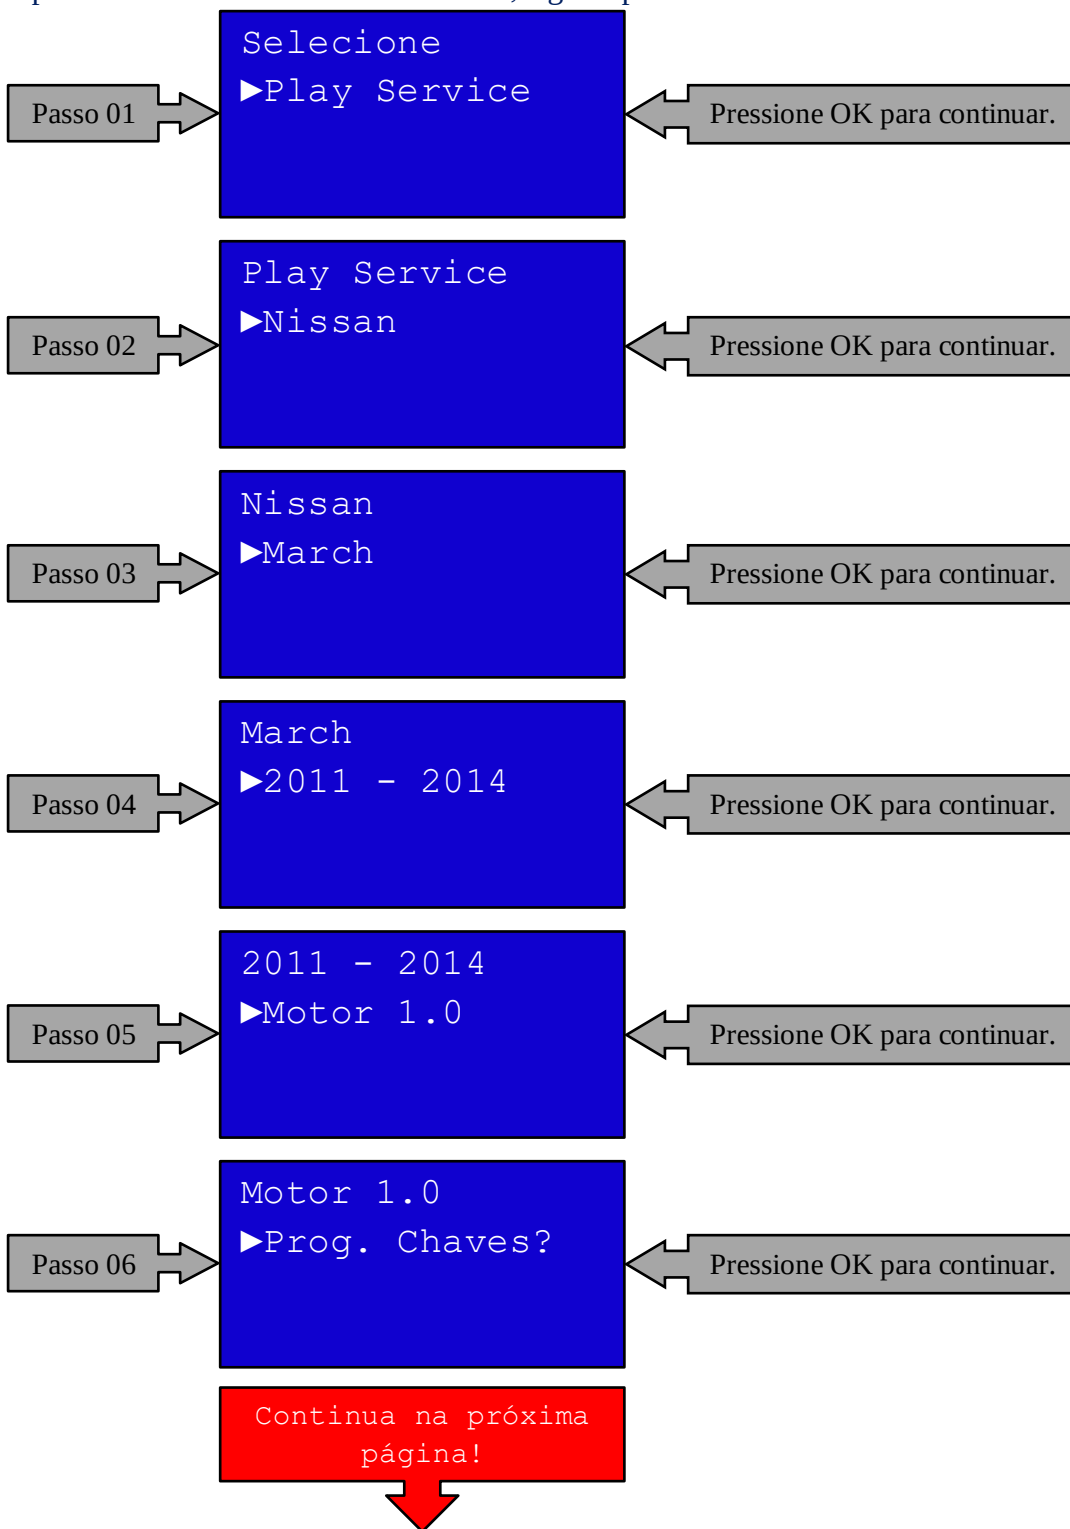 Selecione
►Play Service
Passo 01
Pressione OK para continuar.
Play Service
►Nissan
Passo 02
Pressione OK para continuar.
Nissan
►March
Passo 03
Pressione OK para continuar.
March
►2011 - 2014
Passo 04
Pressione OK para continuar.
2011 - 2014
►Motor 1.0
Passo 05
Pressione OK para continuar.
Motor 1.0
►Prog. Chaves?
Passo 06
Pressione OK para continuar.
Continua na próxima
página!